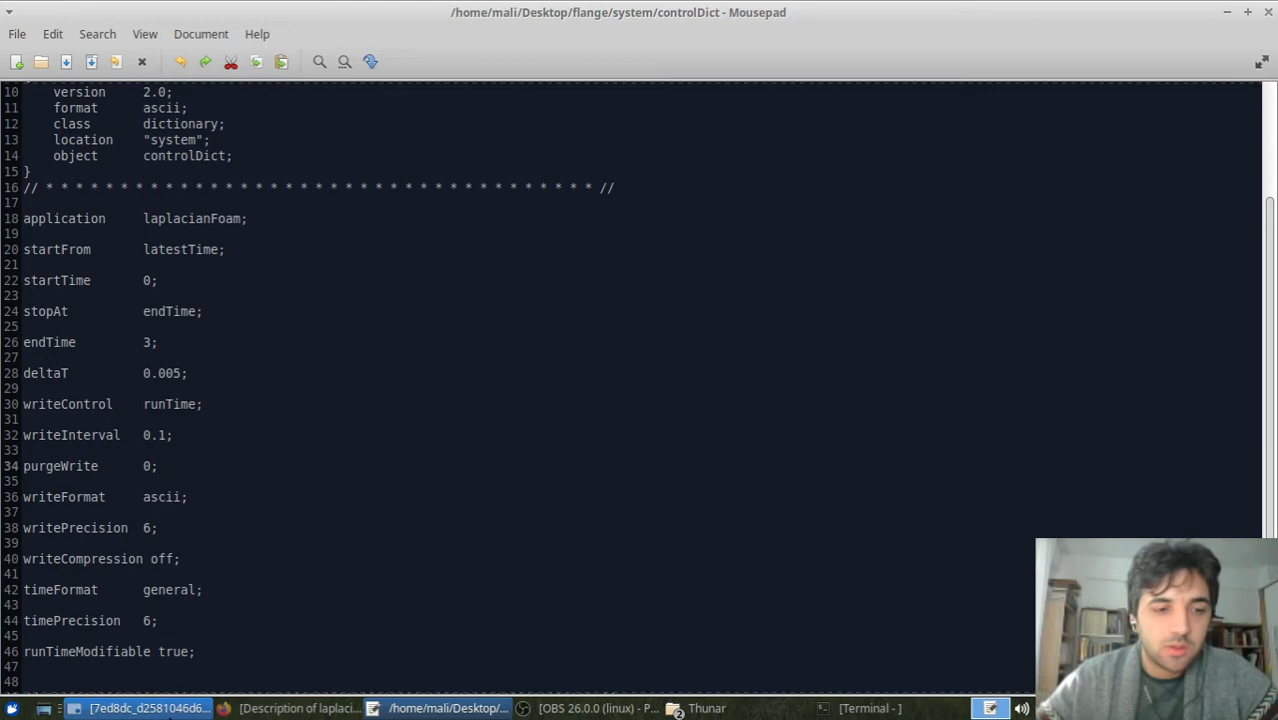 /home/mali/Desktop/flange/system/controlDict - Mousepad
File Edit Search View Document Help
10 version 2.0;
11 format ascii;
12 class dictionary;
13 location "system";
14 object controlDict;
15 }
16 // * * * * * * * * * * * * * * * * * * * * * * * * * * * * * * * * * * * * * //
17
18 application laplacianFoam;
19
20 startFrom latestTime;
21
22 startTime 0;
23
24 stopAt endTime;
25
26 endTime 3;
27
28 deltaT 0.005;
29
30 writeControl runTime;
31
32 writeInterval 0.1;
33
34 purgeWrite 0;
35
36 writeFormat ascii;
37
38 writePrecision 6;
39
40 writeCompression off;
41
42 timeFormat general;
43
44 timePrecision 6;
45
46 runTimeModifiable true;
47
48
[7ed8dc_d2581046d6... [Description of laplaci... /home/mali/Desktop/... [OBS 26.0.0 (linux) - P... 2 Thunar [Terminal - ]